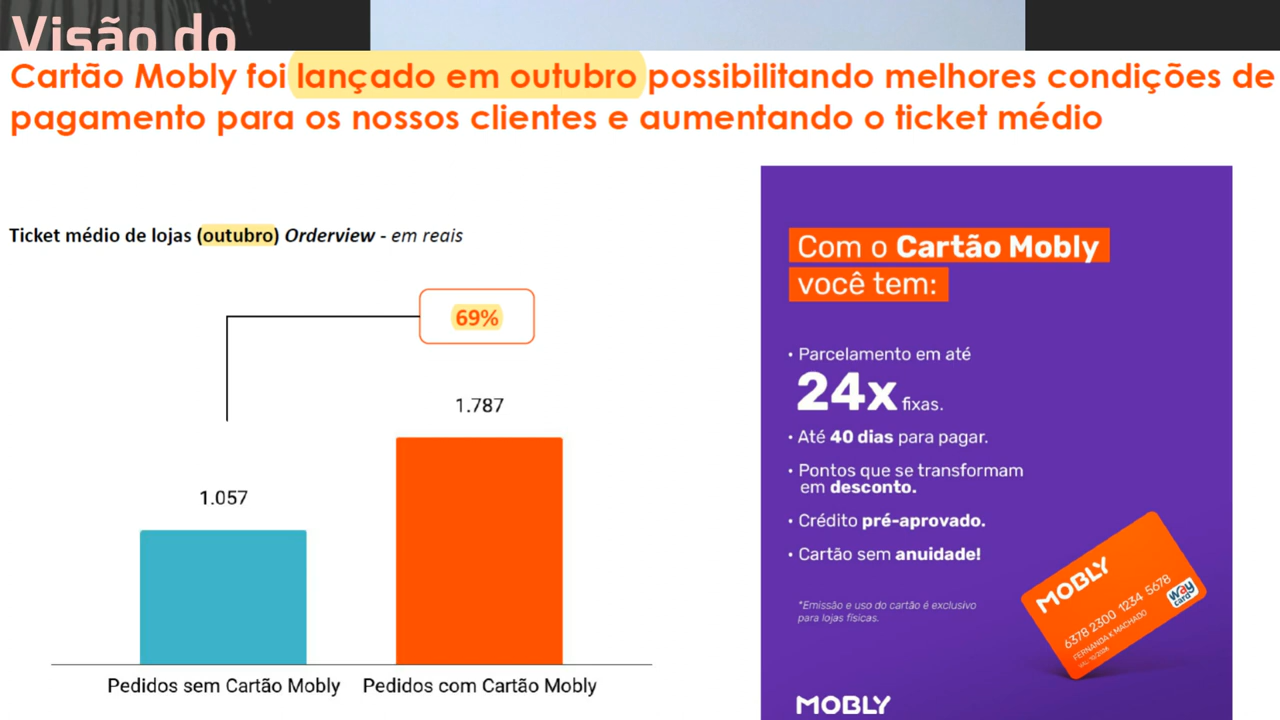 Visão do
Cartão Mobly foi lançado em outubro possibilitando melhores condições de
pagamento para os nossos clientes e aumentando o ticket médio
Ticket médio de lojas (outubro) Orderview - em reais
69%
1.787
1.057
Pedidos sem Cartão Mobly
Pedidos com Cartão Mobly
Com o Cartão Mobly
você tem:
• Parcelamento em até
24x fixas.
• Até 40 dias para pagar.
• Pontos que se transformam
em desconto.
• Crédito pré-aprovado.
• Cartão sem anuidade!
*Emissão e uso do cartão é exclusivo
para lojas físicas.
MOBLY
6378 2300 1234 5678
FERNANDA K MACHADO
way
card
MOBLY